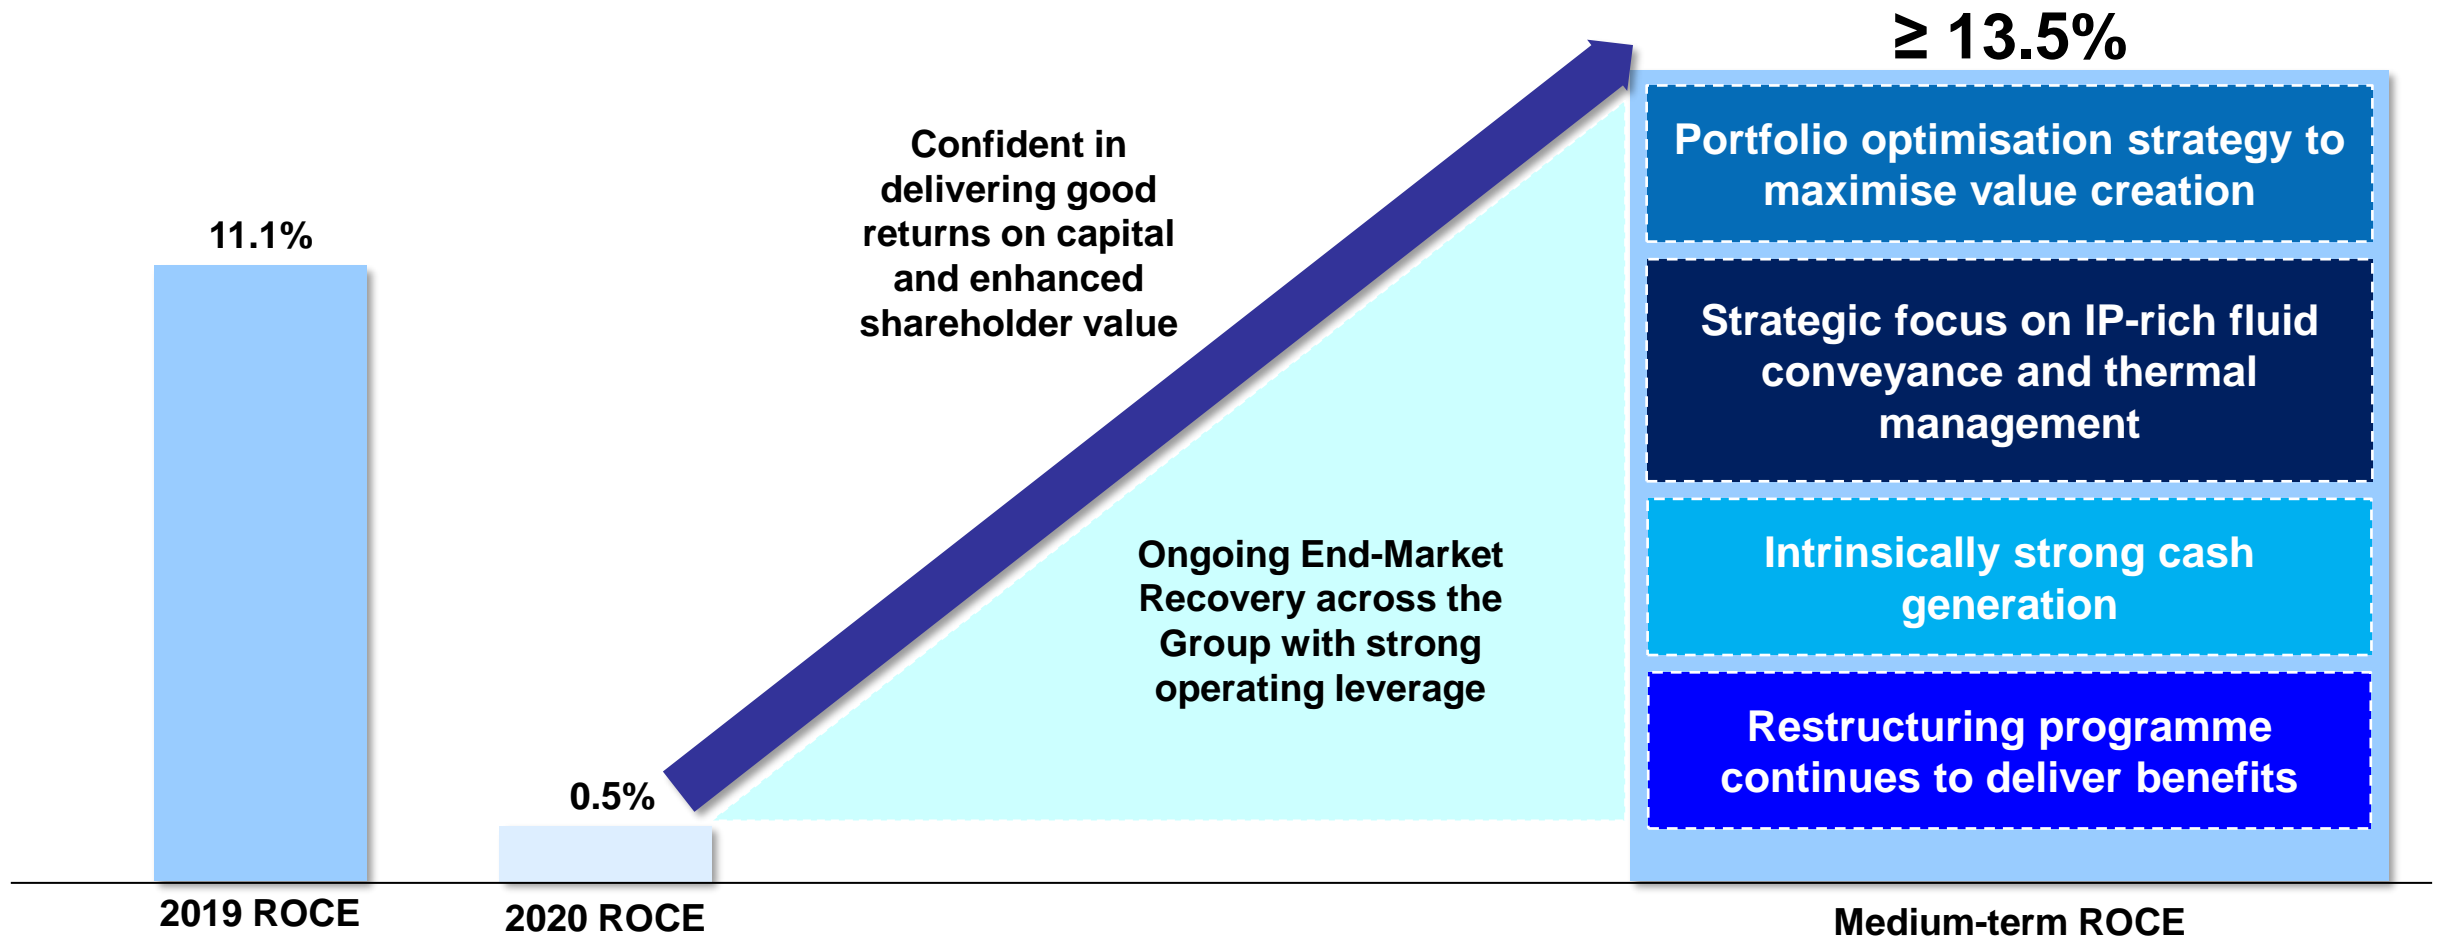 ≥ 13.5%
Portfolio optimisation strategy to
maximise value creation
Confident in
delivering good
returns on capital
and enhanced
shareholder value
11.1%
Strategic focus on IP-rich fluid
conveyance and thermal
management
Ongoing End-Market
Recovery across the
Group with strong
operating leverage
Intrinsically strong cash
generation
Restructuring programme
continues to deliver benefits
0.5%
2019 ROCE
2020 ROCE
Medium-term ROCE